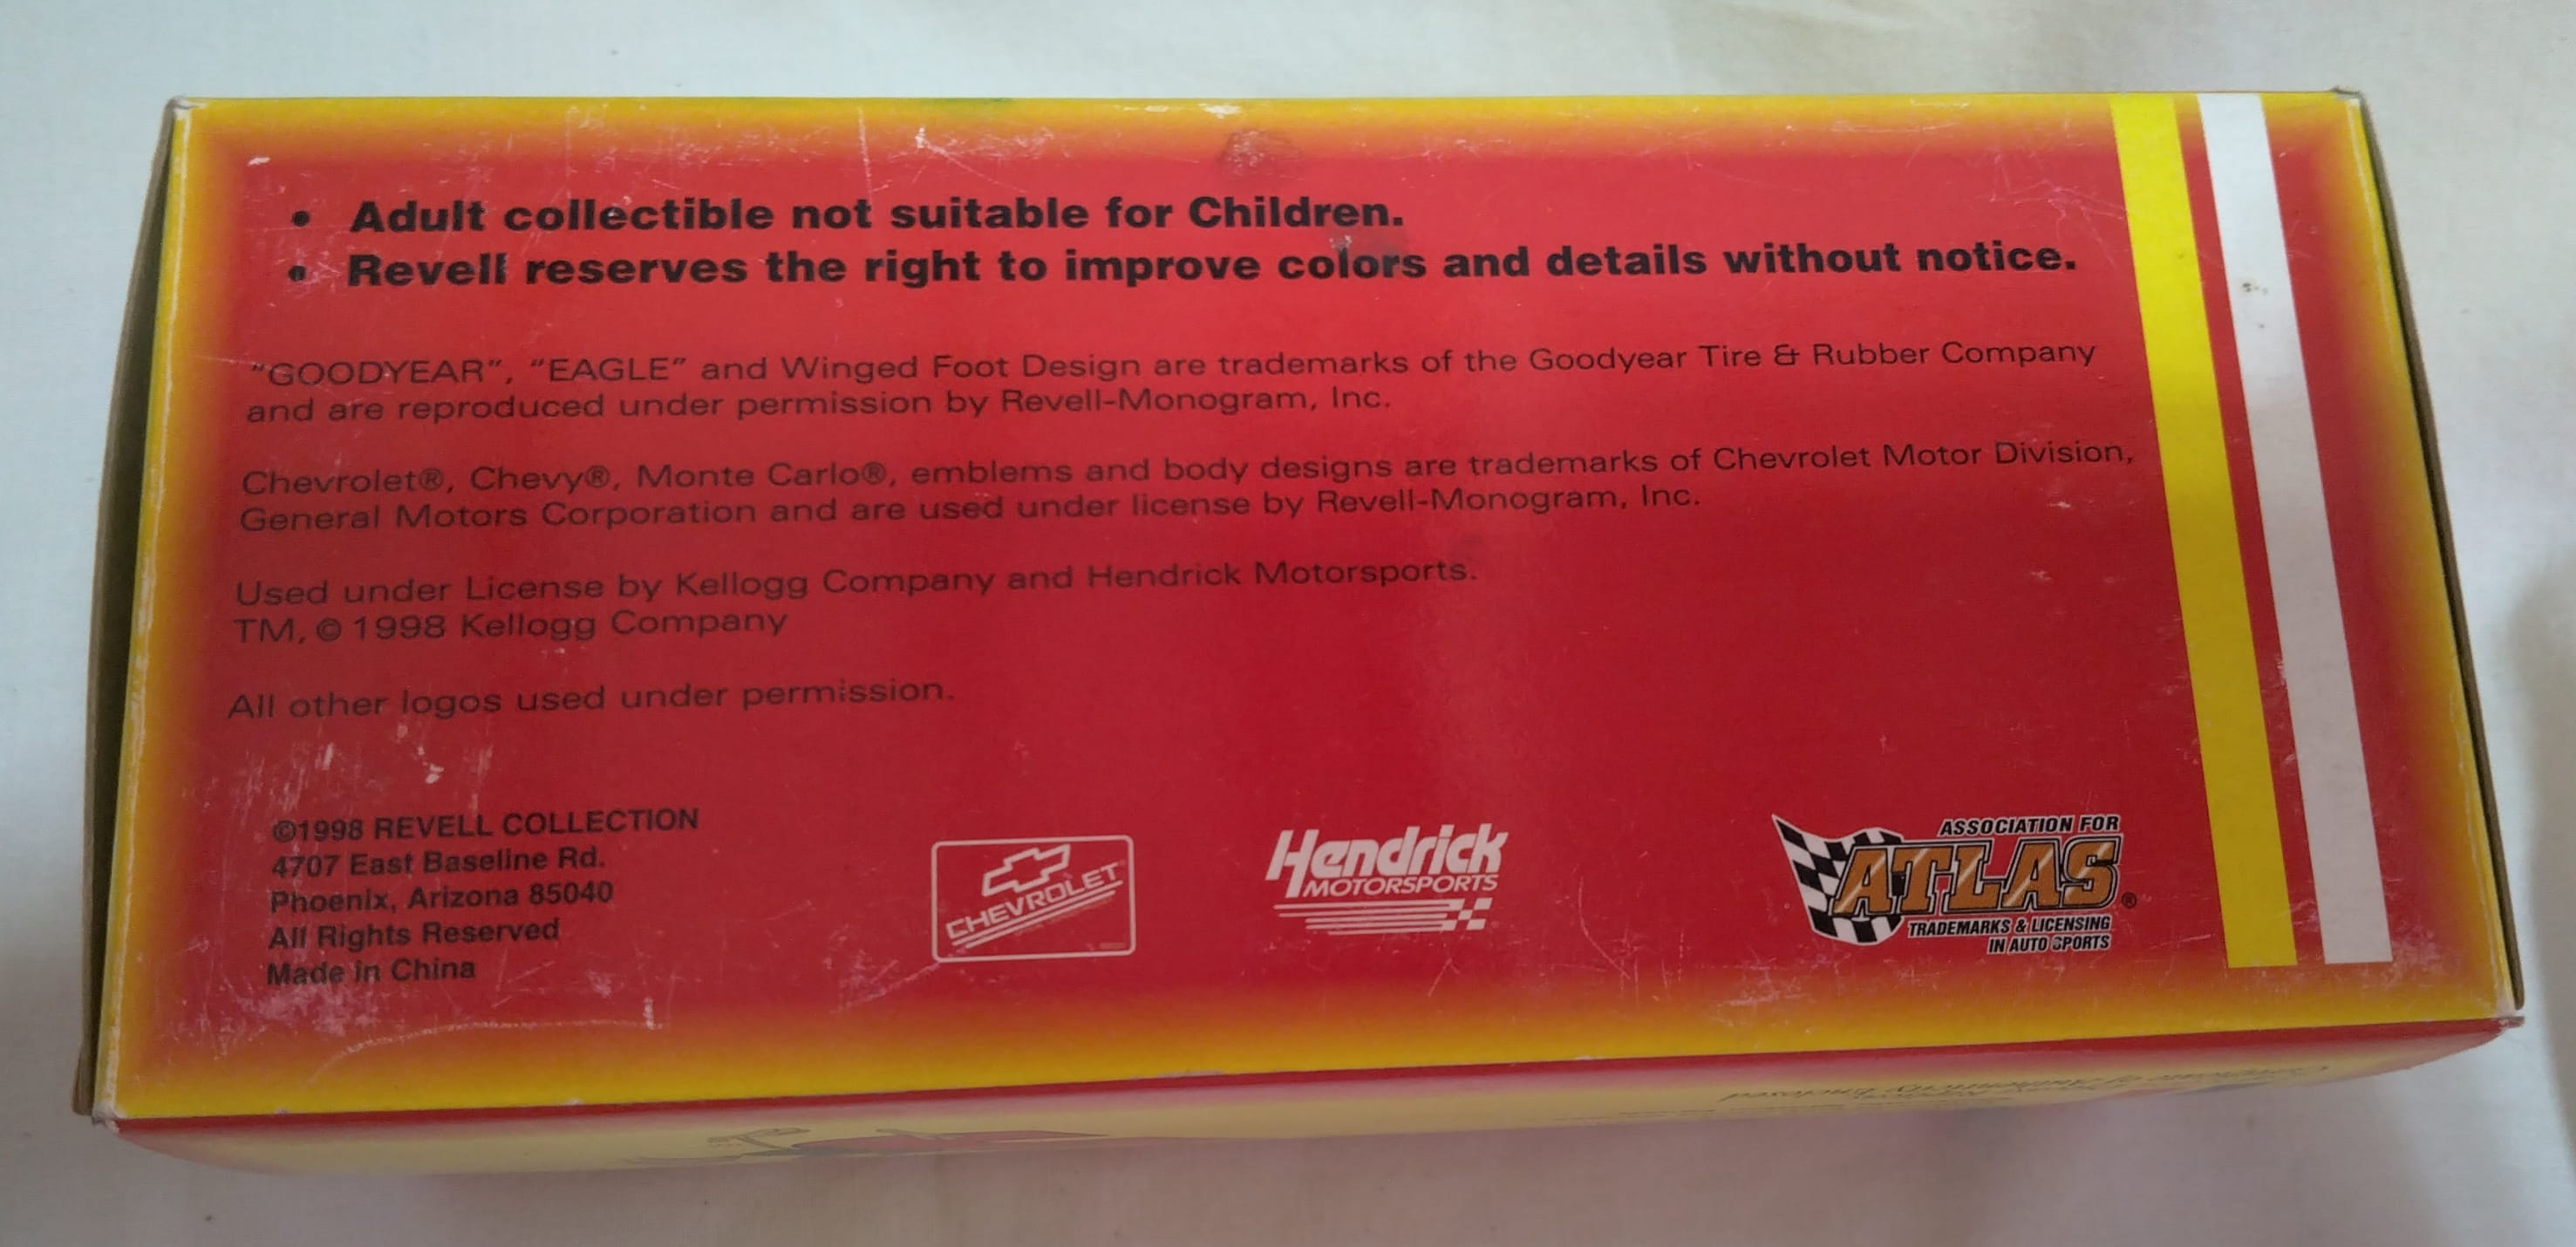 • Adult collectible not suitable for Children.
• Revell reserves the right to improve colors and details without notice.
"GOODYEAR", "EAGLE" and Winged Foot Design are trademarks of the Goodyear Tire & Rubber Company
and are reproduced under permission by Revell-Monogram, Inc.
Chevrolet®, Chevy®, Monte Carlo®, emblems and body designs are trademarks of Chevrolet Motor Division,
General Motors Corporation and are used under license by Revell-Monogram, Inc.
Used under License by Kellogg Company and Hendrick Motorsports.
TM, © 1998 Kellogg Company
All other logos used under permission.
©1998 REVELL COLLECTION
4707 East Baseline Rd.
Phoenix, Arizona 85040
All Rights Reserved
Made in China
CHEVROLET
Hendrick
MOTORSPORTS
ASSOCIATION FOR
ATLAS®
TRADEMARKS & LICENSING
IN AUTO SPORTS
Certificate of Authenticity Enclosed